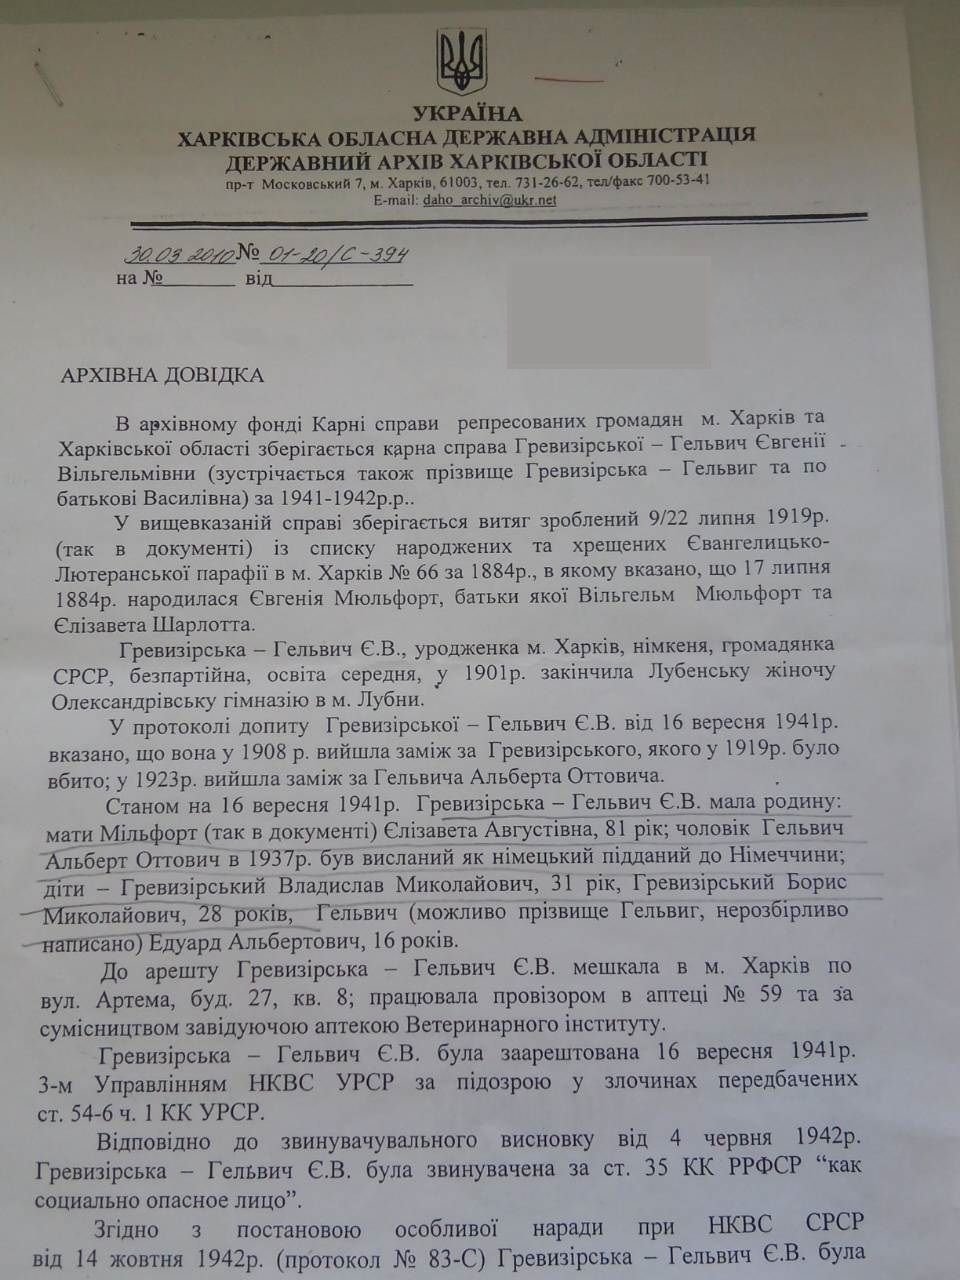 УКРАЇНА
ХАРКІВСЬКА ОБЛАСНА ДЕРЖАВНА АДМІНІСТРАЦІЯ
ДЕРЖАВНИЙ АРХІВ ХАРКІВСЬКОЇ ОБЛАСТІ
пр-т Московський 7, м. Харків, 61003, тел. 731-26-62, тел/факс 700-53-41
E-mail: daho_archiv@ukr.net
30.03 2010 № 01-20/С-394
на №________ від_______________
АРХІВНА ДОВІДКА
В архівному фонді Карні справи репресованих громадян м. Харків та
Харківської області зберігається карна справа Гревизірської – Гельвич Євгенії
Вільгельмівни (зустрічається також прізвище Гревизірська – Гельвиг та по
батькові Василівна) за 1941-1942р.р..
У вищевказаній справі зберігається витяг зроблений 9/22 липня 1919р.
(так в документі) із списку народжених та хрещених Євангелицько-
Лютеранської парафії в м. Харків № 66 за 1884р., в якому вказано, що 17 липня
1884р. народилася Євгенія Мюльфорт, батьки якої Вільгельм Мюльфорт та
Єлізавета Шарлотта.
Гревизірська – Гельвич Є.В., уродженка м. Харків, німкеня, громадянка
СРСР, безпартійна, освіта середня, у 1901р. закінчила Лубенську жіночу
Олександрівську гімназію в м. Лубни.
У протоколі допиту Гревизірської – Гельвич Є.В. від 16 вересня 1941р.
вказано, що вона у 1908 р. вийшла заміж за Гревизірського, якого у 1919р. було
вбито; у 1923р. вийшла заміж за Гельвича Альберта Оттовича.
Станом на 16 вересня 1941р. Гревизірська – Гельвич Є.В. мала родину:
мати Мільфорт (так в документі) Єлізавета Августівна, 81 рік; чоловік Гельвич
Альберт Оттович в 1937р. був висланий як німецький підданий до Німеччини;
діти – Гревизірський Владислав Миколайович, 31 рік, Гревизірський Борис
Миколайович, 28 років, Гельвич (можливо прізвище Гельвиг, нерозбірливо
написано) Едуард Альбертович, 16 років.
До арешту Гревизірська – Гельвич Є.В. мешкала в м. Харків по
вул. Артема, буд. 27, кв. 8; працювала провізором в аптеці № 59 та за
сумісництвом завідуючою аптекою Ветеринарного інституту.
Гревизірська – Гельвич Є.В. була заарештована 16 вересня 1941р.
3-м Управлінням НКВС УРСР за підозрою у злочинах передбачених
ст. 54-6 ч. 1 КК УРСР.
Відповідно до звинувачувального висновку від 4 червня 1942р.
Гревизірська – Гельвич Є.В. була звинувачена за ст. 35 КК РРФСР “как
социально опасное лицо”.
Згідно з постановою особливої наради при НКВС СРСР
від 14 жовтня 1942р. (протокол № 83-С) Гревизірська – Гельвич Є.В. була